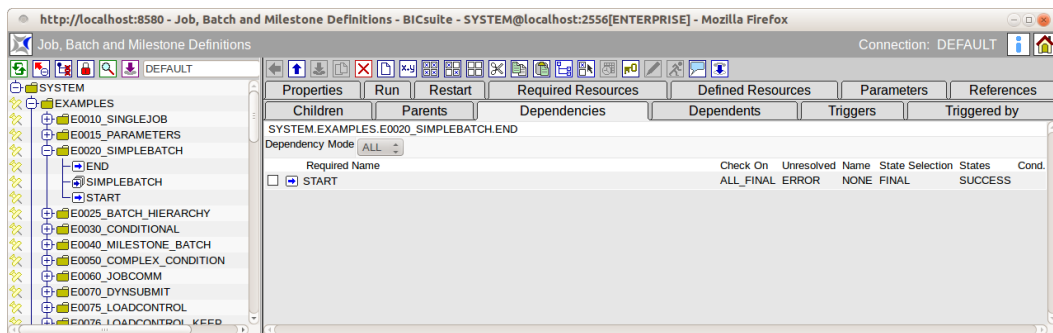 http://localhost:8580 - Job, Batch and Milestone Definitions - BICsuite - SYSTEM@localhost:2556[ENTERPRISE] - Mozilla Firefox
Job, Batch and Milestone Definitions Connection: DEFAULT
DEFAULT
SYSTEM
EXAMPLES
E0010_SINGLEJOB
E0015_PARAMETERS
E0020_SIMPLEBATCH
END
SIMPLEBATCH
START
E0025_BATCH_HIERARCHY
E0030_CONDITIONAL
E0040_MILESTONE_BATCH
E0050_COMPLEX_CONDITION
E0060_JOBCOMM
E0070_DYNSUBMIT
E0075_LOADCONTROL
E0076_LOADCONTROL_KEEP
Properties Run Restart Required Resources Defined Resources Parameters References
Children Parents Dependencies Dependents Triggers Triggered by
SYSTEM.EXAMPLES.E0020_SIMPLEBATCH.END
Dependency Mode ALL
Required Name Check On Unresolved Name State Selection States Cond.
START ALL_FINAL ERROR NONE FINAL SUCCESS